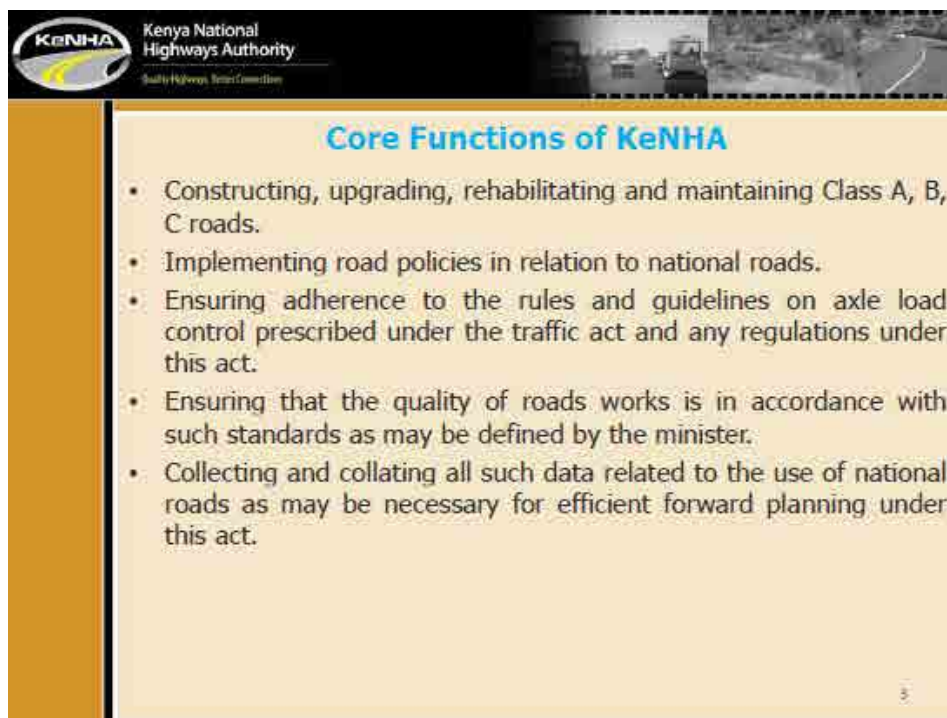 KeNHA
Kenya National
Highways Authority
Quality Highways, Better Connections
Core Functions of KeNHA
• Constructing, upgrading, rehabilitating and maintaining Class A, B,
C roads.
• Implementing road policies in relation to national roads.
• Ensuring adherence to the rules and guidelines on axle load
control prescribed under the traffic act and any regulations under
this act.
• Ensuring that the quality of roads works is in accordance with
such standards as may be defined by the minister.
• Collecting and collating all such data related to the use of national
roads as may be necessary for efficient forward planning under
this act.
3